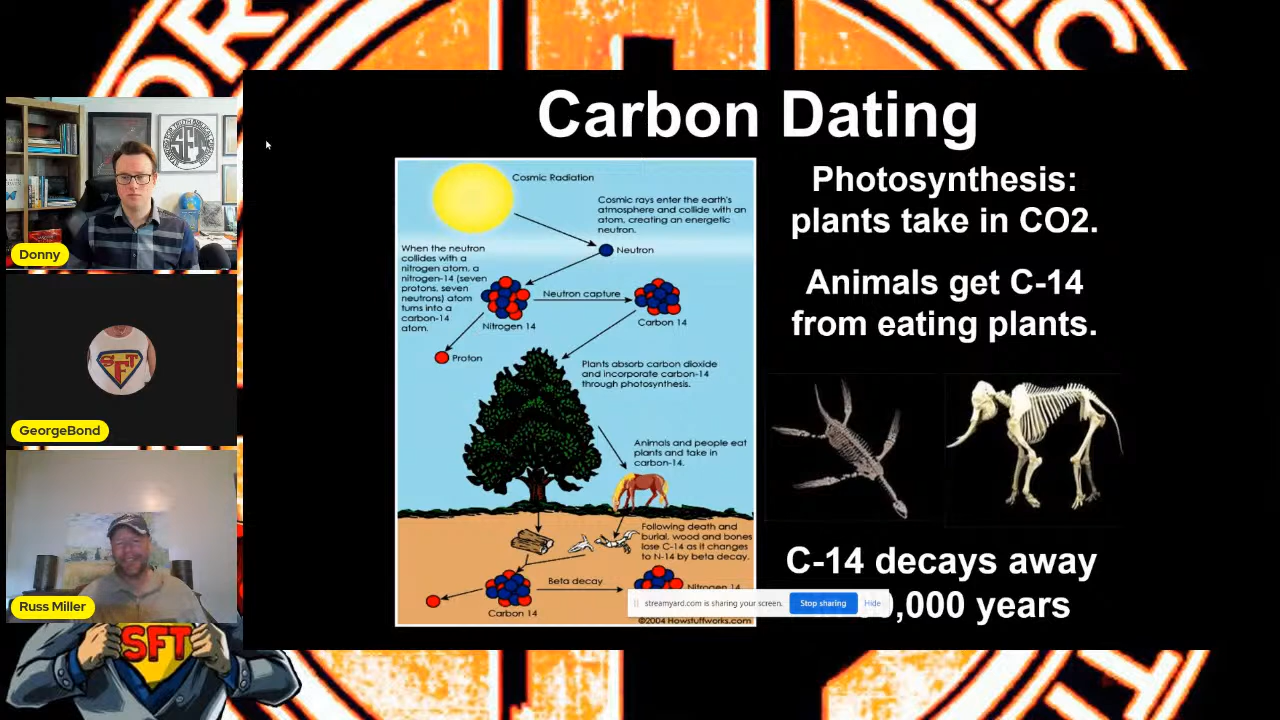 Carbon Dating
Donny
SFT
GeorgeBond
SFT
Russ Miller
SFT
Cosmic Radiation
Cosmic rays enter the earth's
atmosphere and collide with an
atom, creating an energetic
neutron.
Neutron
When the neutron
collides with a
nitrogen atom, a
nitrogen-14 (seven
protons, seven
neutrons) atom
turns into a
carbon-14
atom.
Neutron capture
Nitrogen 14
Carbon 14
Proton
Plants absorb carbon dioxide
and incorporate carbon-14
through photosynthesis.
Animals and people eat
plants and take in
carbon-14.
Following death and
burial, wood and bones
lose C-14 as it changes
to N-14 by beta decay.
Beta decay
Carbon 14
Nitrogen 14
©2004 Howstuffworks.com
Photosynthesis:
plants take in CO2.
Animals get C-14
from eating plants.
C-14 decays away
,000 years
streamyard.com is sharing your screen.
Stop sharing
Hide